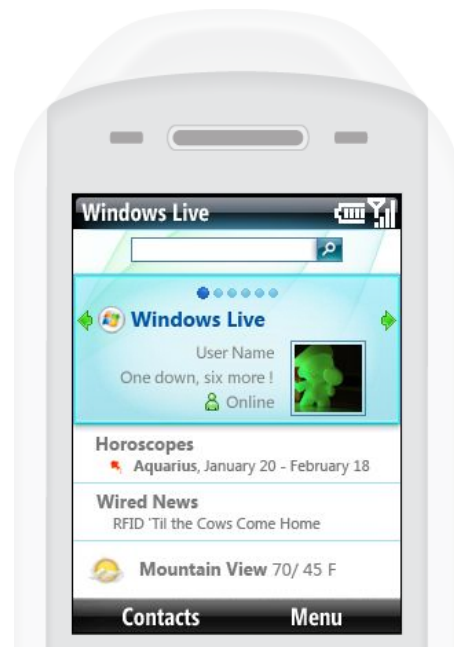 Windows Live
Windows Live
User Name
One down, six more !
Online
Horoscopes
Aquarius, January 20 - February 18
Wired News
RFID 'Til the Cows Come Home
Mountain View 70/ 45 F
Contacts Menu